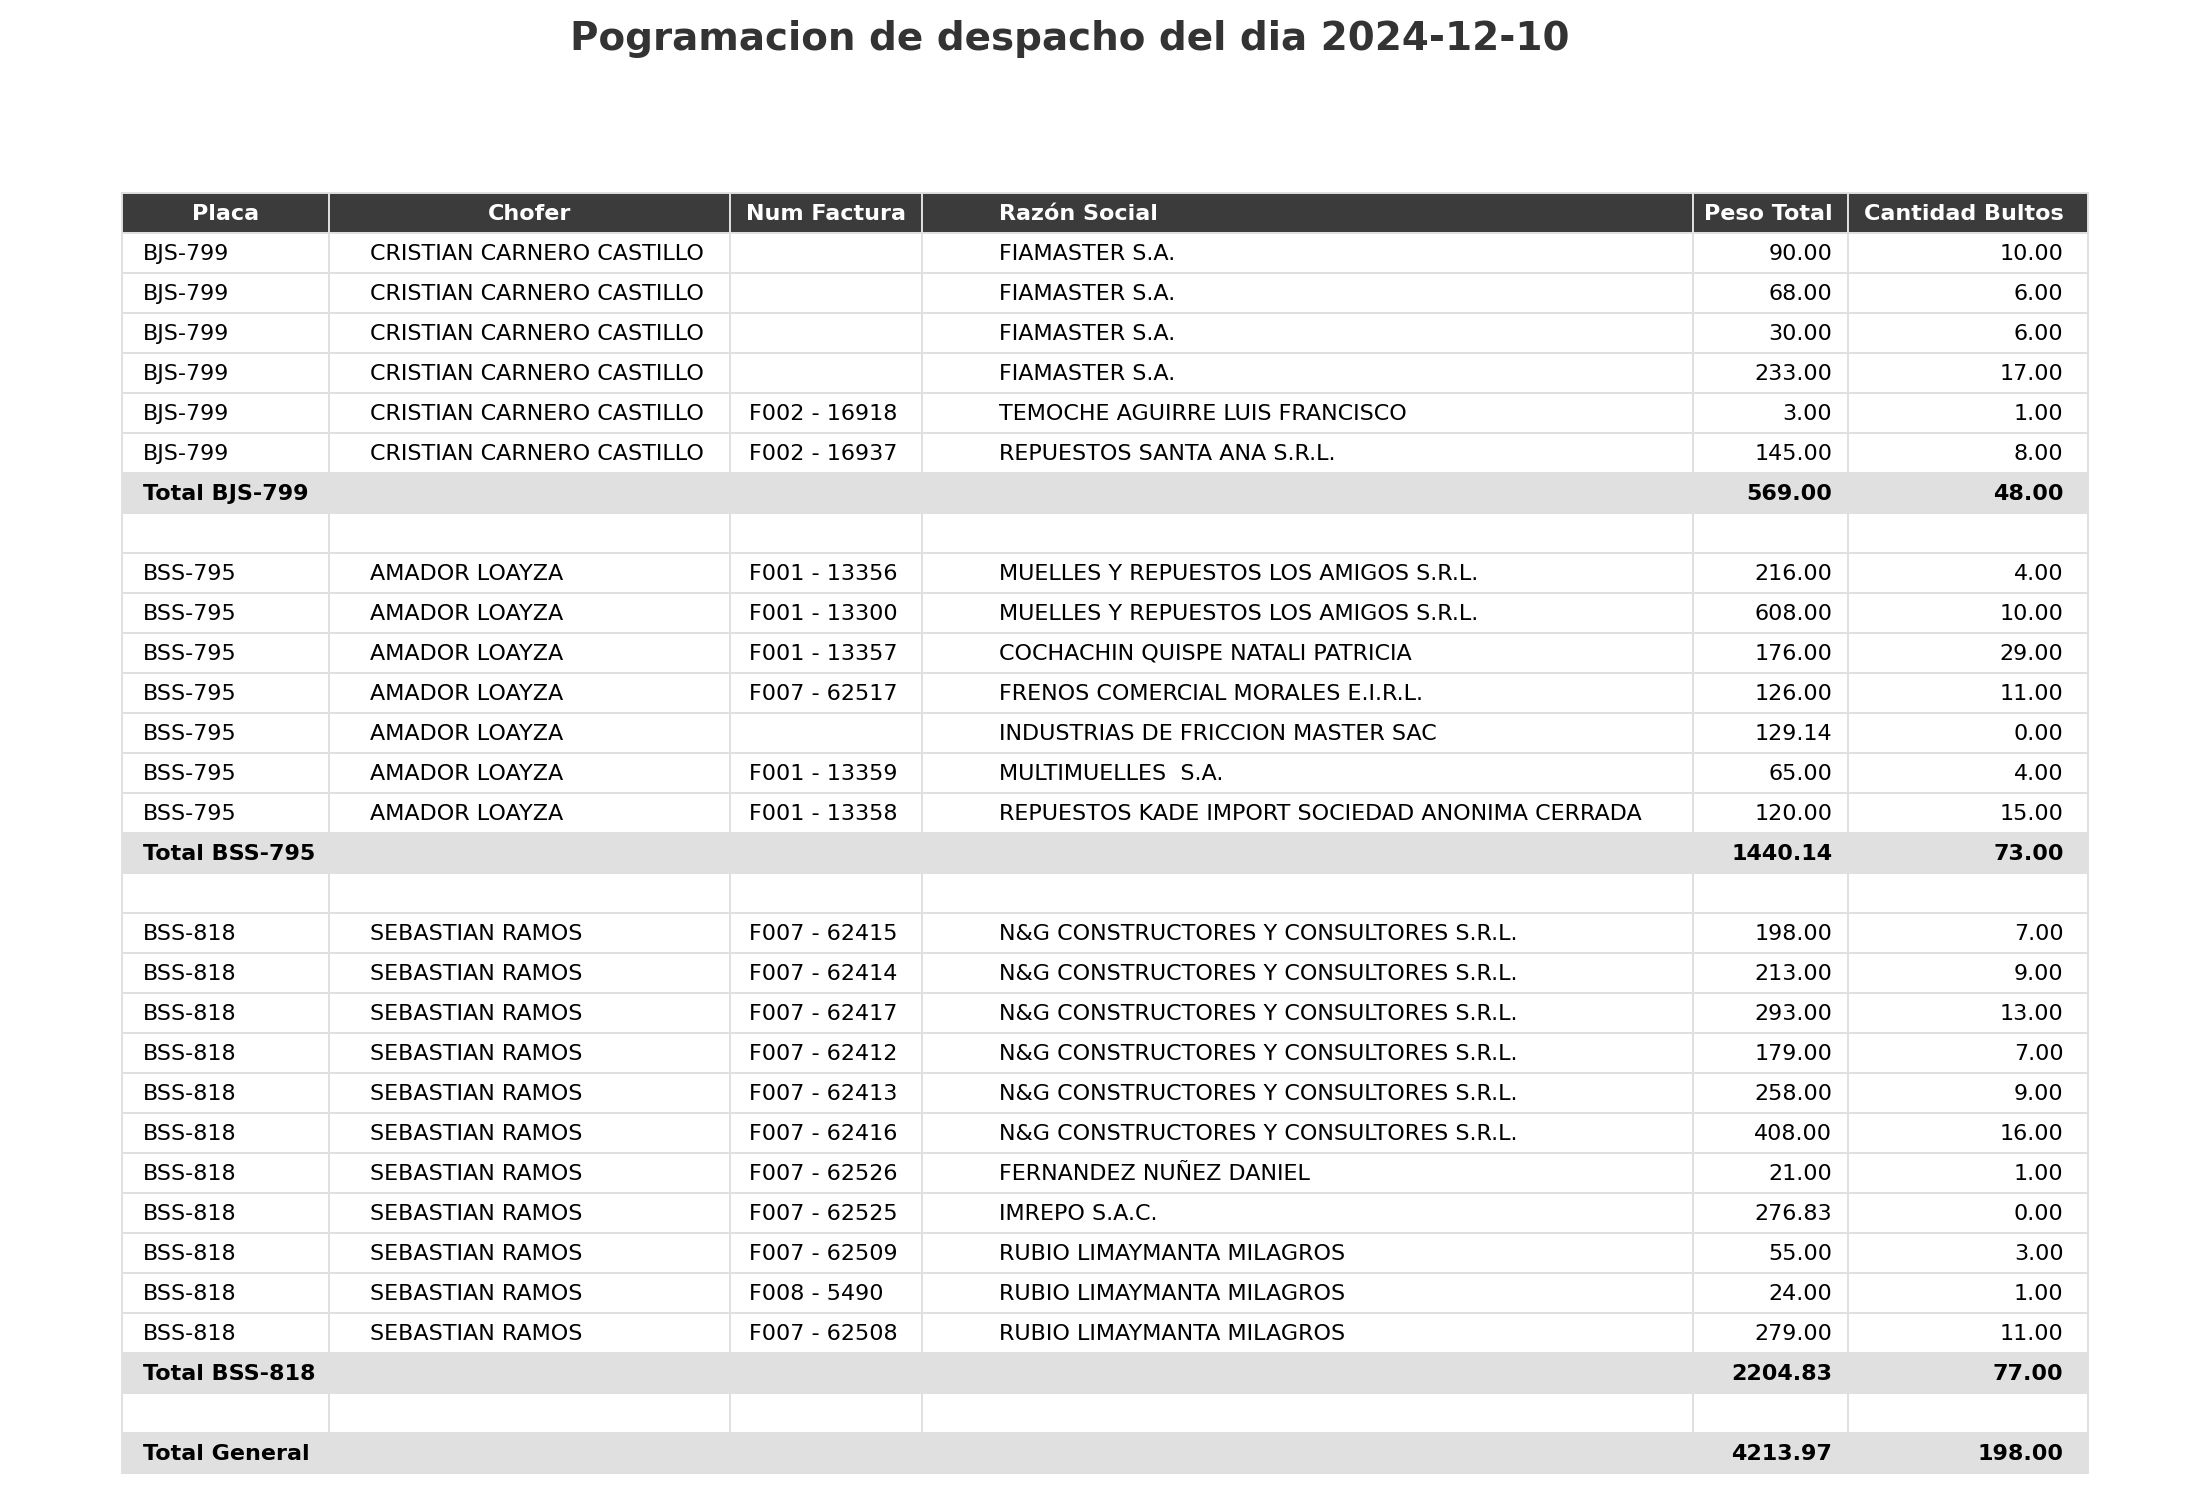 Pogramacion de despacho del dia 2024-12-10
Placa Chofer Num Factura Razón Social Peso Total Cantidad Bultos
BJS-799 CRISTIAN CARNERO CASTILLO FIAMASTER S.A. 90.00 10.00
BJS-799 CRISTIAN CARNERO CASTILLO FIAMASTER S.A. 68.00 6.00
BJS-799 CRISTIAN CARNERO CASTILLO FIAMASTER S.A. 30.00 6.00
BJS-799 CRISTIAN CARNERO CASTILLO FIAMASTER S.A. 233.00 17.00
BJS-799 CRISTIAN CARNERO CASTILLO F002 - 16918 TEMOCHE AGUIRRE LUIS FRANCISCO 3.00 1.00
BJS-799 CRISTIAN CARNERO CASTILLO F002 - 16937 REPUESTOS SANTA ANA S.R.L. 145.00 8.00
Total BJS-799 569.00 48.00
BSS-795 AMADOR LOAYZA F001 - 13356 MUELLES Y REPUESTOS LOS AMIGOS S.R.L. 216.00 4.00
BSS-795 AMADOR LOAYZA F001 - 13300 MUELLES Y REPUESTOS LOS AMIGOS S.R.L. 608.00 10.00
BSS-795 AMADOR LOAYZA F001 - 13357 COCHACHIN QUISPE NATALI PATRICIA 176.00 29.00
BSS-795 AMADOR LOAYZA F007 - 62517 FRENOS COMERCIAL MORALES E.I.R.L. 126.00 11.00
BSS-795 AMADOR LOAYZA INDUSTRIAS DE FRICCION MASTER SAC 129.14 0.00
BSS-795 AMADOR LOAYZA F001 - 13359 MULTIMUELLES  S.A. 65.00 4.00
BSS-795 AMADOR LOAYZA F001 - 13358 REPUESTOS KADE IMPORT SOCIEDAD ANONIMA CERRADA 120.00 15.00
Total BSS-795 1440.14 73.00
BSS-818 SEBASTIAN RAMOS F007 - 62415 N&G CONSTRUCTORES Y CONSULTORES S.R.L. 198.00 7.00
BSS-818 SEBASTIAN RAMOS F007 - 62414 N&G CONSTRUCTORES Y CONSULTORES S.R.L. 213.00 9.00
BSS-818 SEBASTIAN RAMOS F007 - 62417 N&G CONSTRUCTORES Y CONSULTORES S.R.L. 293.00 13.00
BSS-818 SEBASTIAN RAMOS F007 - 62412 N&G CONSTRUCTORES Y CONSULTORES S.R.L. 179.00 7.00
BSS-818 SEBASTIAN RAMOS F007 - 62413 N&G CONSTRUCTORES Y CONSULTORES S.R.L. 258.00 9.00
BSS-818 SEBASTIAN RAMOS F007 - 62416 N&G CONSTRUCTORES Y CONSULTORES S.R.L. 408.00 16.00
BSS-818 SEBASTIAN RAMOS F007 - 62526 FERNANDEZ NUÑEZ DANIEL 21.00 1.00
BSS-818 SEBASTIAN RAMOS F007 - 62525 IMREPO S.A.C. 276.83 0.00
BSS-818 SEBASTIAN RAMOS F007 - 62509 RUBIO LIMAYMANTA MILAGROS 55.00 3.00
BSS-818 SEBASTIAN RAMOS F008 - 5490 RUBIO LIMAYMANTA MILAGROS 24.00 1.00
BSS-818 SEBASTIAN RAMOS F007 - 62508 RUBIO LIMAYMANTA MILAGROS 279.00 11.00
Total BSS-818 2204.83 77.00
Total General 4213.97 198.00